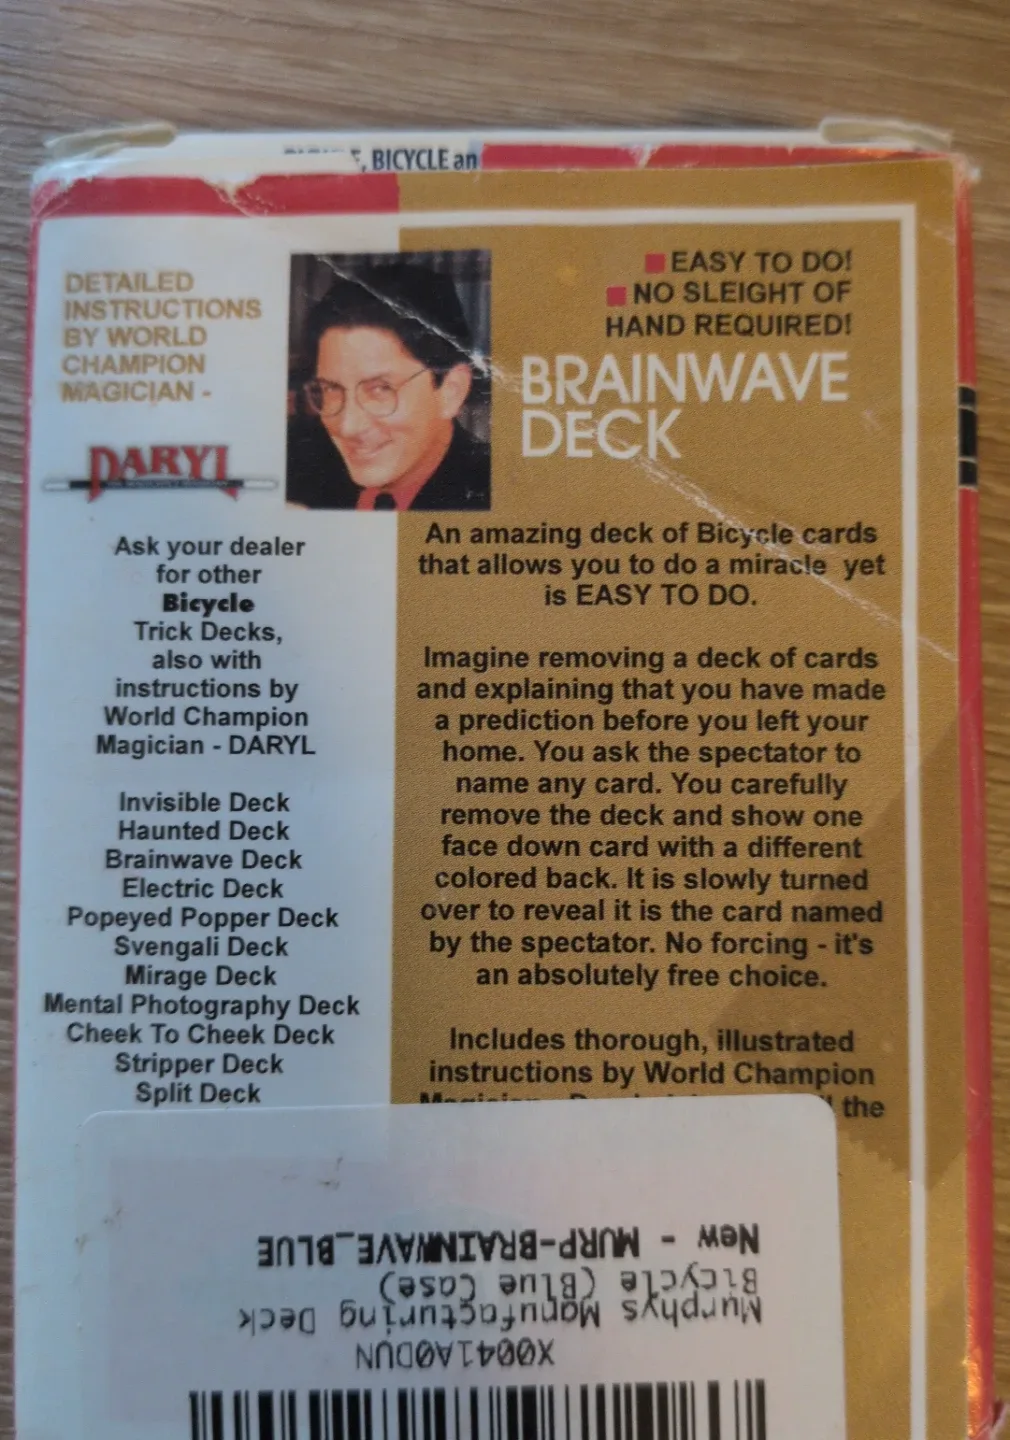 , BICYCLE an
DETAILED
INSTRUCTIONS
BY WORLD
CHAMPION
MAGICIAN -
DARYL
Ask your dealer
for other
Bicycle
Trick Decks,
also with
instructions by
World Champion
Magician - DARYL
Invisible Deck
Haunted Deck
Brainwave Deck
Electric Deck
Popeyed Popper Deck
Svengali Deck
Mirage Deck
Mental Photography Deck
Cheek To Cheek Deck
Stripper Deck
Split Deck
EASY TO DO!
NO SLEIGHT OF
HAND REQUIRED!
BRAINWAVE
DECK
An amazing deck of Bicycle cards
that allows you to do a miracle yet
is EASY TO DO.
Imagine removing a deck of cards
and explaining that you have made
a prediction before you left your
home. You ask the spectator to
name any card. You carefully
remove the deck and show one
face down card with a different
colored back. It is slowly turned
over to reveal it is the card named
by the spectator. No forcing - it's
an absolutely free choice.
Includes thorough, illustrated
instructions by World Champion
the
X0041A0DUN
Murphys Manufacturing Deck
Bicycle (Blue Case)
New - MURP-BRAINWAVE_BLUE